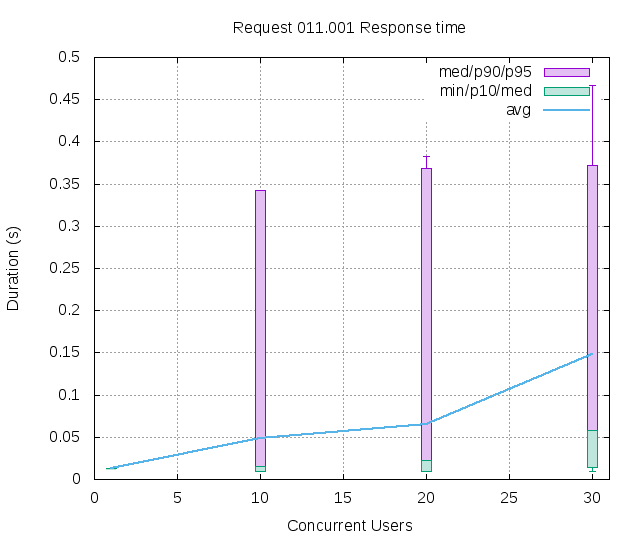 Request 011.001 Response time
med/p90/p95
min/p10/med
avg
Duration (s)
0.5
0.45
0.4
0.35
0.3
0.25
0.2
0.15
0.1
0.05
0
0 5 10 15 20 25 30
Concurrent Users